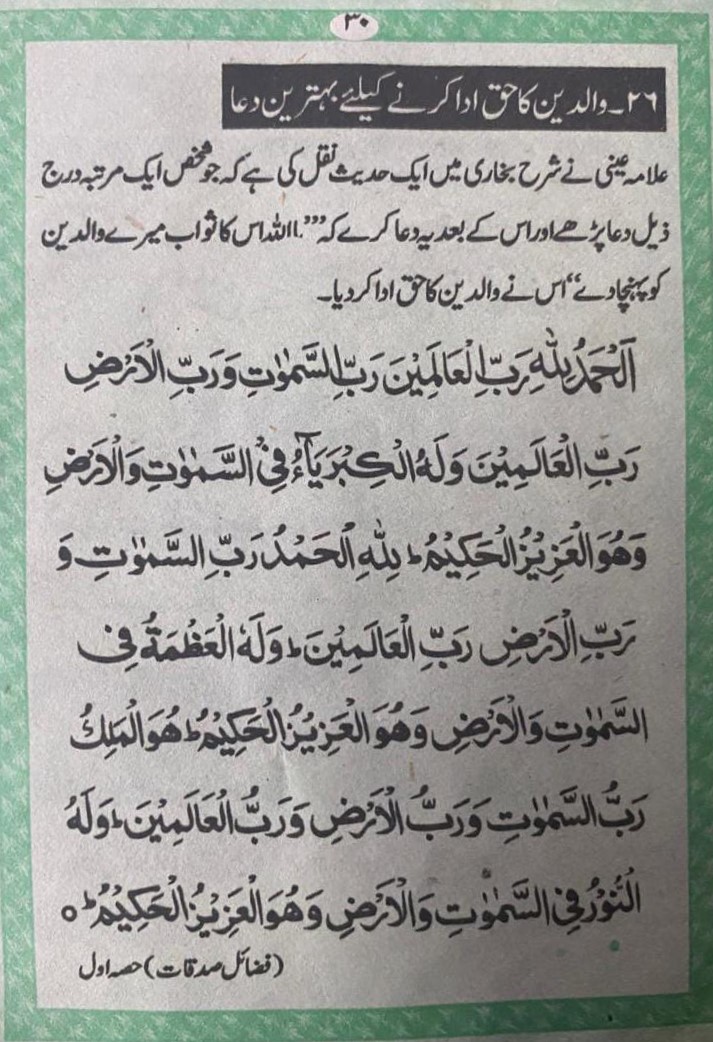 ۳۰
۲۶۔ والدین کا حق ادا کرنے کیلئے بہترین دعا
علامہ عینی نے شرح بخاری میں ایک حدیث نقل کی ہے کہ جو شخص ایک مرتبہ درج
ذیل دعا پڑھے اور اس کے بعد یہ دعا کرے کہ ’’’یا اللہ اس کا ثواب میرے والدین
کو پہنچا دے‘‘ اس نے والدین کا حق ادا کر دیا۔
اَلْحَمْدُ لِلّٰهِ رَبِّ الْعَالَمِيْنَ رَبِّ السَّمٰوٰتِ وَرَبِّ الْاَرْضِ
رَبِّ الْعَالَمِيْنَ وَلَهُ الْكِبْرِيَآءُ فِي السَّمٰوٰتِ وَالْاَرْضِ
وَهُوَ الْعَزِيْزُ الْحَكِيْمُ ؕ لِلّٰهِ الْحَمْدُ رَبِّ السَّمٰوٰتِ وَ
رَبِّ الْاَرْضِ رَبِّ الْعَالَمِيْنَ ؕ وَلَهُ الْعَظْمَةُ فِى
السَّمٰوٰتِ وَالْاَرْضِ وَهُوَ الْعَزِيْزُ الْحَكِيْمُ ؕ هُوَ الْمَلِكُ
رَبُّ السَّمٰوٰتِ وَرَبُّ الْاَرْضِ وَرَبُّ الْعَالَمِيْنَ ؕ وَلَهُ
النُّوْرُ فِي السَّمٰوٰتِ وَالْاَرْضِ وَهُوَ الْعَزِيْزُ الْحَكِيْمُ ؕ ○
(فضائل صدقات) حصہ اول